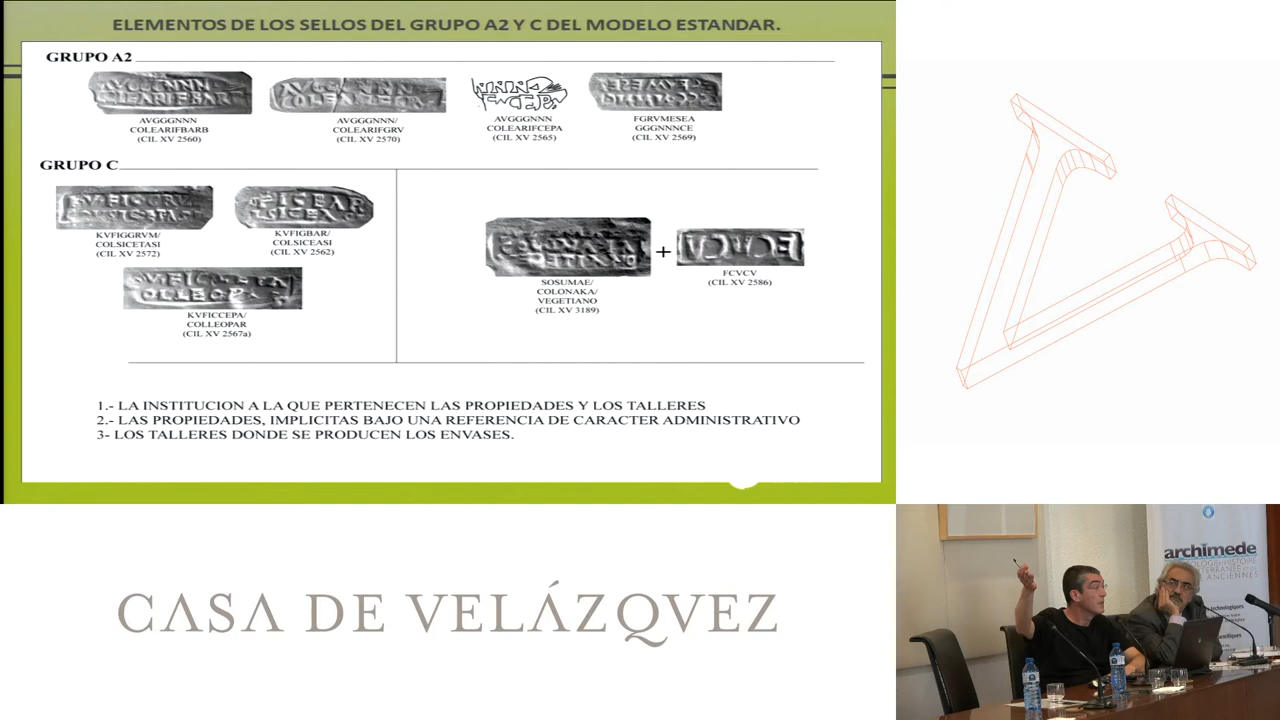 ELEMENTOS DE LOS SELLOS DEL GRUPO A2 Y C DEL MODELO ESTANDAR.
GRUPO A2
AVGGGNNN
COLEARIFBARB
(CIL XV 2560)
AVGGGNNN/
COLEARIFGRV
(CIL XV 2570)
AVGGGNNN
COLEARIFCEPA
(CIL XV 2565)
FGRVMESEA
GGGNNNCE
(CIL XV 2569)
GRUPO C
KVFIGGRVM/
COLSICETASI
(CIL XV 2572)
KVFIGBAR/
COLSICEASI
(CIL XV 2562)
KVFICCEPA/
COLLEOPAR
(CIL XV 2567a)
SOSUMAE/
COLONAKA/
VEGETIANO
(CIL XV 3189)
+
FCVCV
(CIL XV 2586)
1.- LA INSTITUCION A LA QUE PERTENECEN LAS PROPIEDADES Y LOS TALLERES
2.- LAS PROPIEDADES, IMPLICITAS BAJO UNA REFERENCIA DE CARACTER ADMINISTRATIVO
3- LOS TALLERES DONDE SE PRODUCEN LOS ENVASES.
CASA DE VELÁZQVEZ
archimede